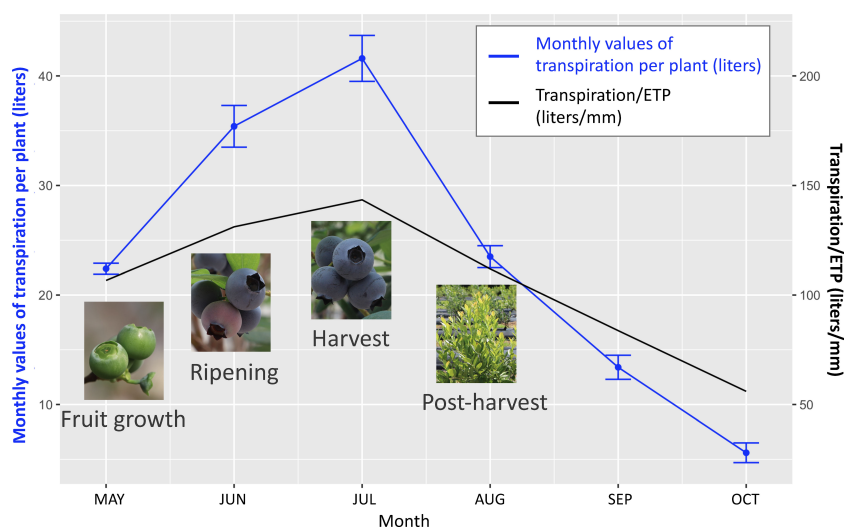 Monthly values of transpiration per plant (liters)
40
30
20
10
Monthly values of
transpiration per plant (liters)
Transpiration/ETP
(liters/mm)
Fruit growth
Ripening
Harvest
Post-harvest
200
150
100
50
Transpiration/ETP (liters/mm)
MAY JUN JUL AUG SEP OCT
Month